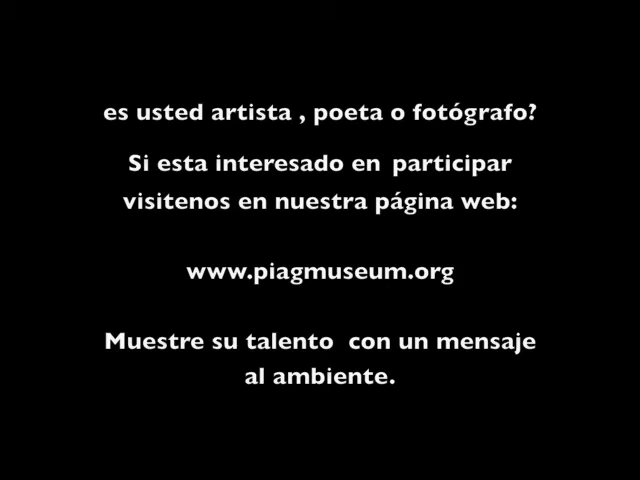 es usted artista , poeta o fotógrafo?
Si esta interesado en participar
visitenos en nuestra página web:
www.piagmuseum.org
Muestre su talento con un mensaje
al ambiente.